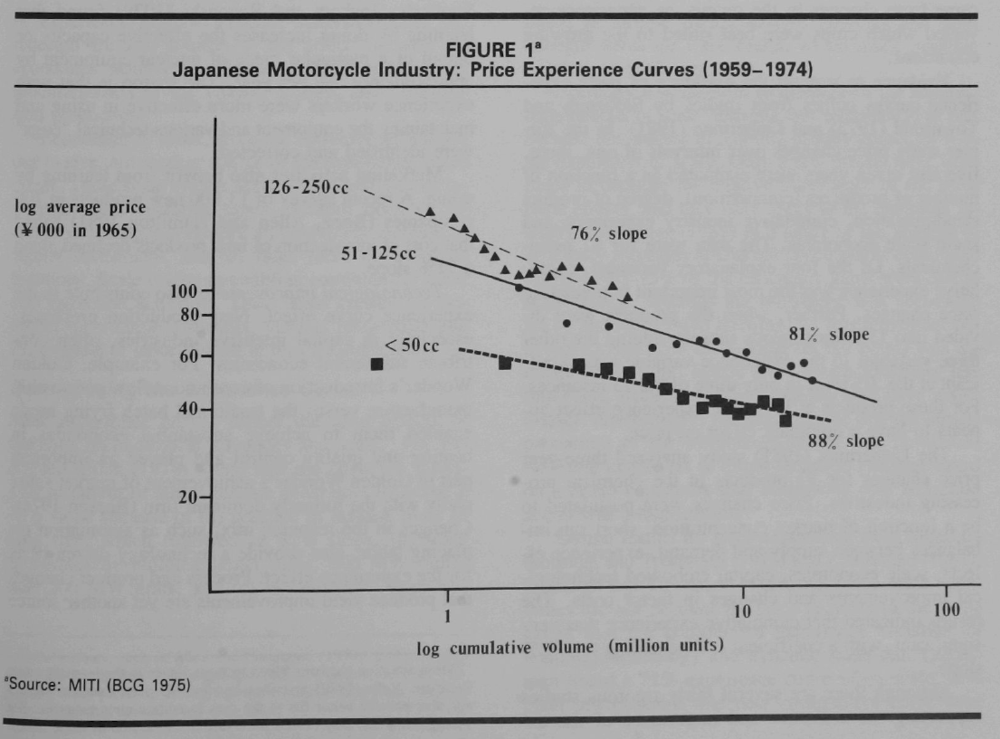 FIGURE 1ª
Japanese Motorcycle Industry: Price Experience Curves (1959–1974)
log average price
(¥ 000 in 1965)
126-250cc
76% slope
51-125cc
100
80
81% slope
<50cc
60
40
88% slope
20
1
10
100
log cumulative volume (million units)
ªSource: MITI (BCG 1975)